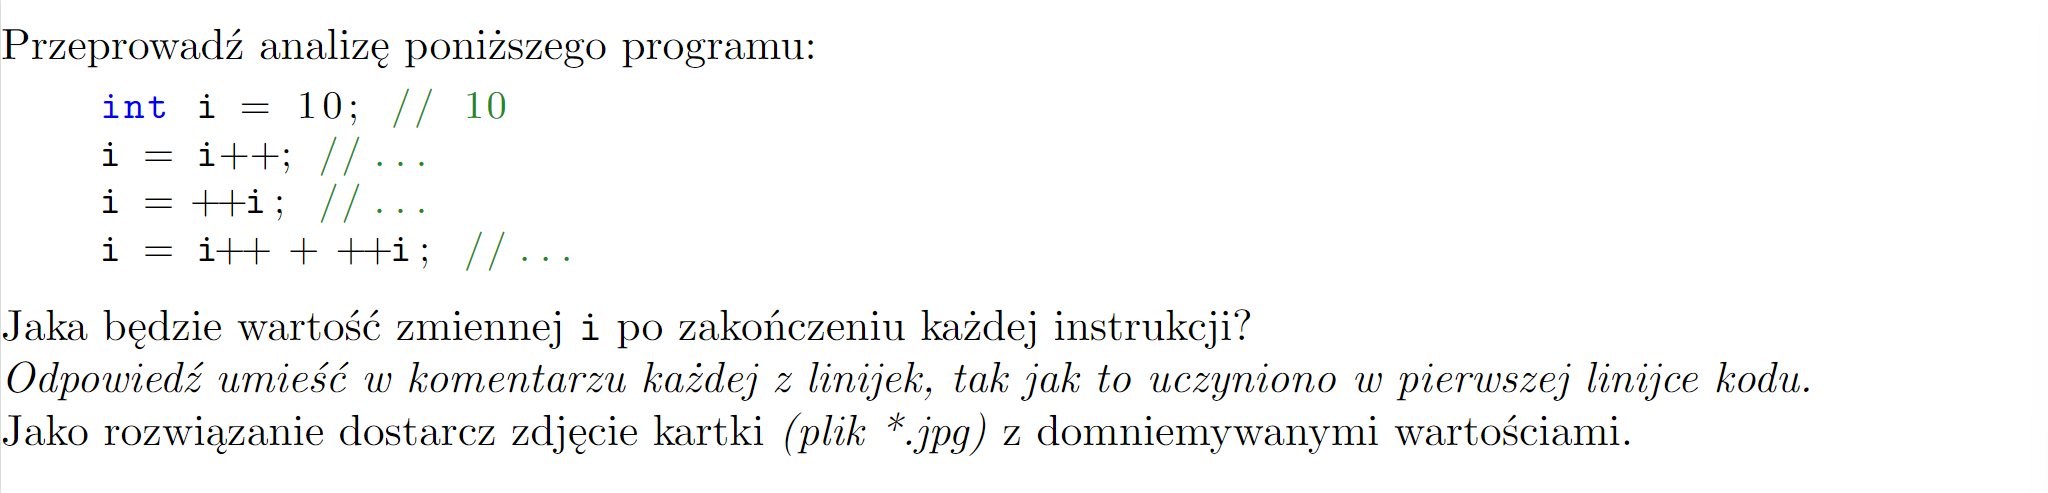 Przeprowadź analizę poniższego programu:
int i = 10; // 10
i = i++; // ...
i = ++i; // ...
i = i++ + ++i; // ...
Jaka będzie wartość zmiennej i po zakończeniu każdej instrukcji?
Odpowiedź umieść w komentarzu każdej z linijek, tak jak to uczyniono w pierwszej linijce kodu.
Jako rozwiązanie dostarcz zdjęcie kartki (plik *.jpg) z domniemywanymi wartościami.